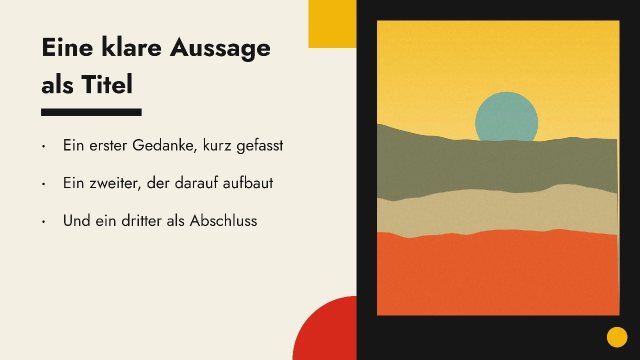 Eine klare Aussage
als Titel
· Ein erster Gedanke, kurz gefasst
· Ein zweiter, der darauf aufbaut
· Und ein dritter als Abschluss